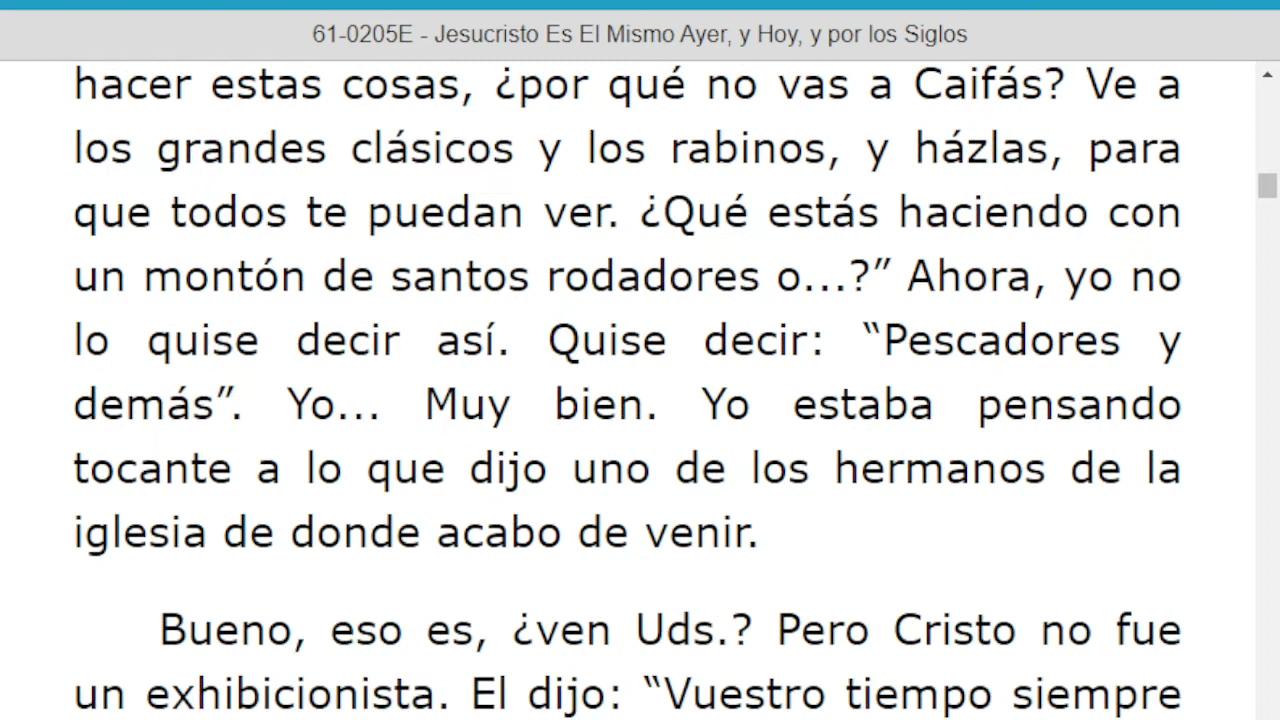 61-0205E - Jesucristo Es El Mismo Ayer, y Hoy, y por los Siglos
hacer estas cosas, ¿por qué no vas a Caifás? Ve a
los grandes clásicos y los rabinos, y házlas, para
que todos te puedan ver. ¿Qué estás haciendo con
un montón de santos rodadores o...?” Ahora, yo no
lo quise decir así. Quise decir: “Pescadores y
demás”. Yo... Muy bien. Yo estaba pensando
tocante a lo que dijo uno de los hermanos de la
iglesia de donde acabo de venir.
Bueno, eso es, ¿ven Uds.? Pero Cristo no fue
un exhibicionista. El dijo: “Vuestro tiempo siempre